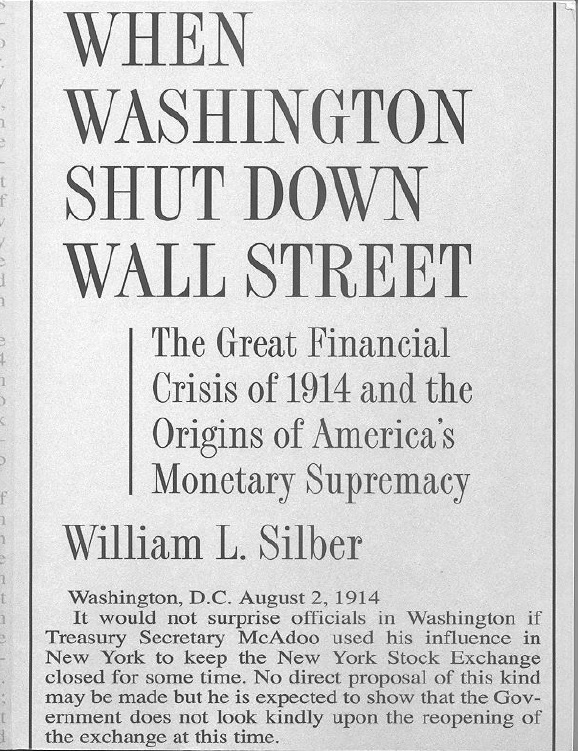 WHEN
WASHINGTON
SHUT DOWN
WALL STREET
The Great Financial
Crisis of 1914 and the
Origins of America's
Monetary Supremacy
William L. Silber
Washington, D.C. August 2, 1914
It would not surprise officials in Washington if
Treasury Secretary McAdoo used his influence in
New York to keep the New York Stock Exchange
closed for some time. No direct proposal of this kind
may be made but he is expected to show that the Gov-
ernment does not look kindly upon the reopening of
the exchange at this time.